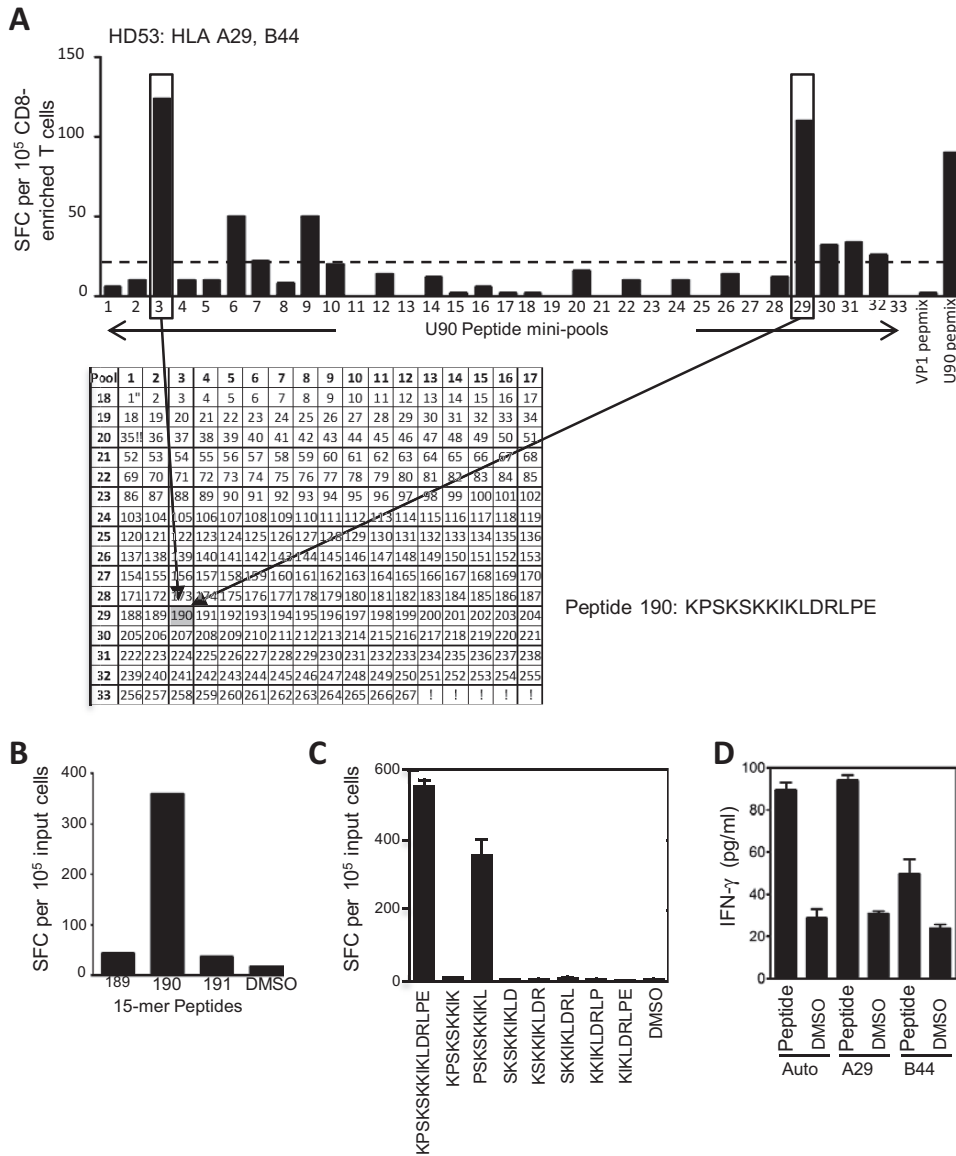 A
HD53: HLA A29, B44
SFC per 10⁵ CD8-
enriched T cells
150
100
50
0
1 2 3 4 5 6 7 8 9 10 11 12 13 14 15 16 17 18 19 20 21 22 23 24 25 26 27 28 29 30 31 32 33 VP1 pepmix U90 pepmix
U90 Peptide mini-pools
Pool 1 2 3 4 5 6 7 8 9 10 11 12 13 14 15 16 17
18 1" 2 3 4 5 6 7 8 9 10 11 12 13 14 15 16 17
19 18 19 20 21 22 23 24 25 26 27 28 29 30 31 32 33 34
20 35!! 36 37 38 39 40 41 42 43 44 45 46 47 48 49 50 51
21 52 53 54 55 56 57 58 59 60 61 62 63 64 65 66 67 68
22 69 70 71 72 73 74 75 76 77 78 79 80 81 82 83 84 85
23 86 87 88 89 90 91 92 93 94 95 96 97 98 99 100 101 102
24 103 104 105 106 107 108 109 110 111 112 113 114 115 116 117 118 119
25 120 121 122 123 124 125 126 127 128 129 130 131 132 133 134 135 136
26 137 138 139 140 141 142 143 144 145 146 147 148 149 150 151 152 153
27 154 155 156 157 158 159 160 161 162 163 164 165 166 167 168 169 170
28 171 172 173 174 175 176 177 178 179 180 181 182 183 184 185 186 187
29 188 189 190 191 192 193 194 195 196 197 198 199 200 201 202 203 204
30 205 206 207 208 209 210 211 212 213 214 215 216 217 218 219 220 221
31 222 223 224 225 226 227 228 229 230 231 232 233 234 235 236 237 238
32 239 240 241 242 243 244 245 246 247 248 249 250 251 252 253 254 255
33 256 257 258 259 260 261 262 263 264 265 266 267 ! ! ! ! !
Peptide 190: KPSKSKKIKLDRLPE
B
SFC per 10⁵ input cells
400
300
200
100
0
189 190 191 DMSO
15-mer Peptides
C
SFC per 10⁵ input cells
600
400
200
0
KPSKSKKIKLDRLPE
KPSKSKKIK
PSKSKKIKL
SKSKKIKLD
KSKKIKLDR
SKKIKLDRL
KKIKLDRLP
KIKLDRLPE
DMSO
D
IFN-γ (pg/ml)
100
80
60
40
20
0
Peptide DMSO Peptide DMSO Peptide DMSO
Auto A29 B44